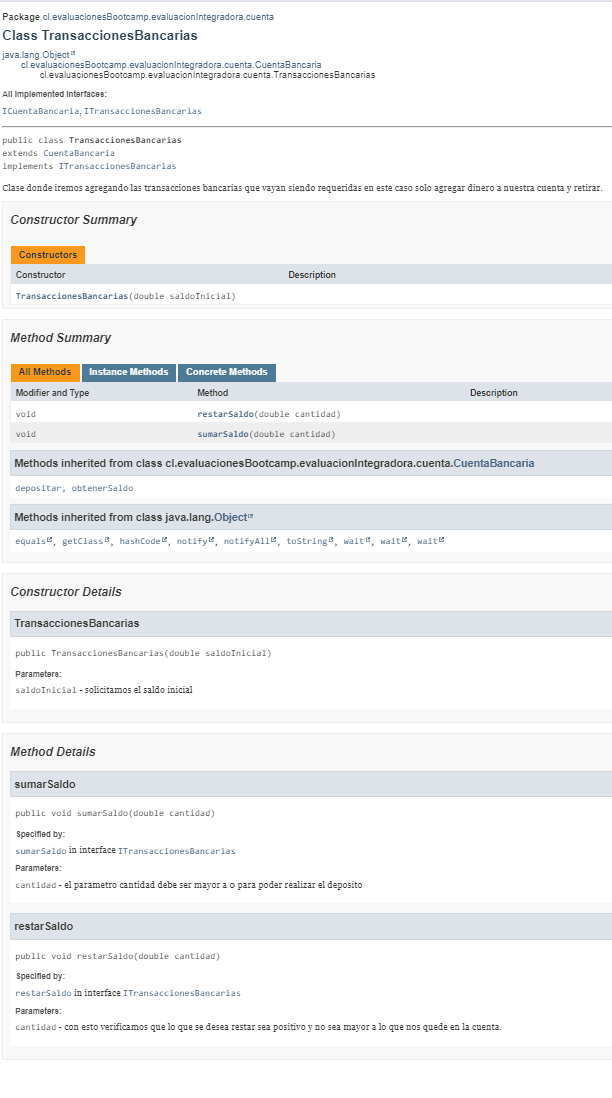 Package cl.evaluacionesBootcamp.evaluacionIntegradora.cuenta
Class TransaccionesBancarias
java.lang.Object
cl.evaluacionesBootcamp.evaluacionIntegradora.cuenta.CuentaBancaria
cl.evaluacionesBootcamp.evaluacionIntegradora.cuenta.TransaccionesBancarias
All Implemented Interfaces:
ICuentaBancaria, ITransaccionesBancarias
public class TransaccionesBancarias
extends CuentaBancaria
implements ITransaccionesBancarias
Clase donde iremos agregando las transacciones bancarias que vayan siendo requeridas en este caso solo agregar dinero a nuestra cuenta y retirar.
Constructor Summary
Constructors
Constructor Description
TransaccionesBancarias(double saldoInicial)
Method Summary
All Methods Instance Methods Concrete Methods
Modifier and Type Method Description
void restarSaldo(double cantidad)
void sumarSaldo(double cantidad)
Methods inherited from class cl.evaluacionesBootcamp.evaluacionIntegradora.cuenta.CuentaBancaria
depositar, obtenerSaldo
Methods inherited from class java.lang.Object
equals, getClass, hashCode, notify, notifyAll, toString, wait, wait, wait
Constructor Details
TransaccionesBancarias
public TransaccionesBancarias(double saldoInicial)
Parameters:
saldoInicial - solicitamos el saldo inicial
Method Details
sumarSaldo
public void sumarSaldo(double cantidad)
Specified by:
sumarSaldo in interface ITransaccionesBancarias
Parameters:
cantidad - el parametro cantidad debe ser mayor a 0 para poder realizar el deposito
restarSaldo
public void restarSaldo(double cantidad)
Specified by:
restarSaldo in interface ITransaccionesBancarias
Parameters:
cantidad - con esto verificamos que lo que se desea restar sea positivo y no sea mayor a lo que nos quede en la cuenta.